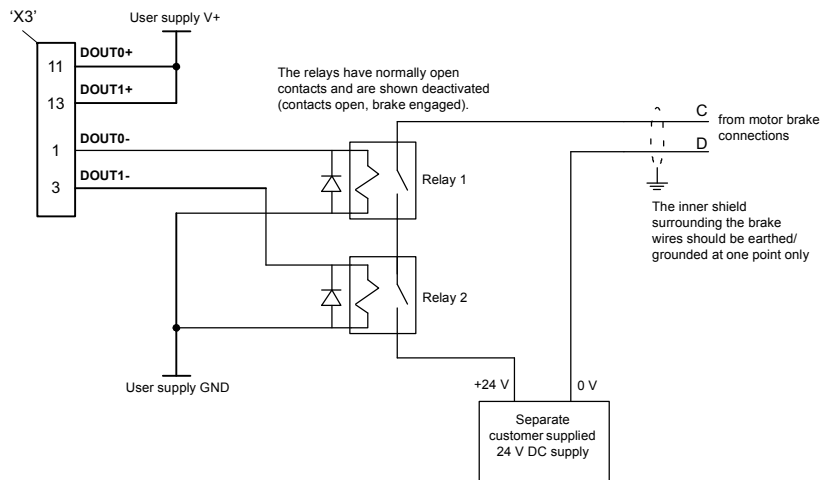 'X3'
User supply V+
11
DOUT0+
13
DOUT1+
1
DOUT0-
3
DOUT1-
The relays have normally open
contacts and are shown deactivated
(contacts open, brake engaged).
Relay 1
Relay 2
C
D
from motor brake
connections
The inner shield
surrounding the brake
wires should be earthed/
grounded at one point only
User supply GND
+24 V
0 V
Separate
customer supplied
24 V DC supply